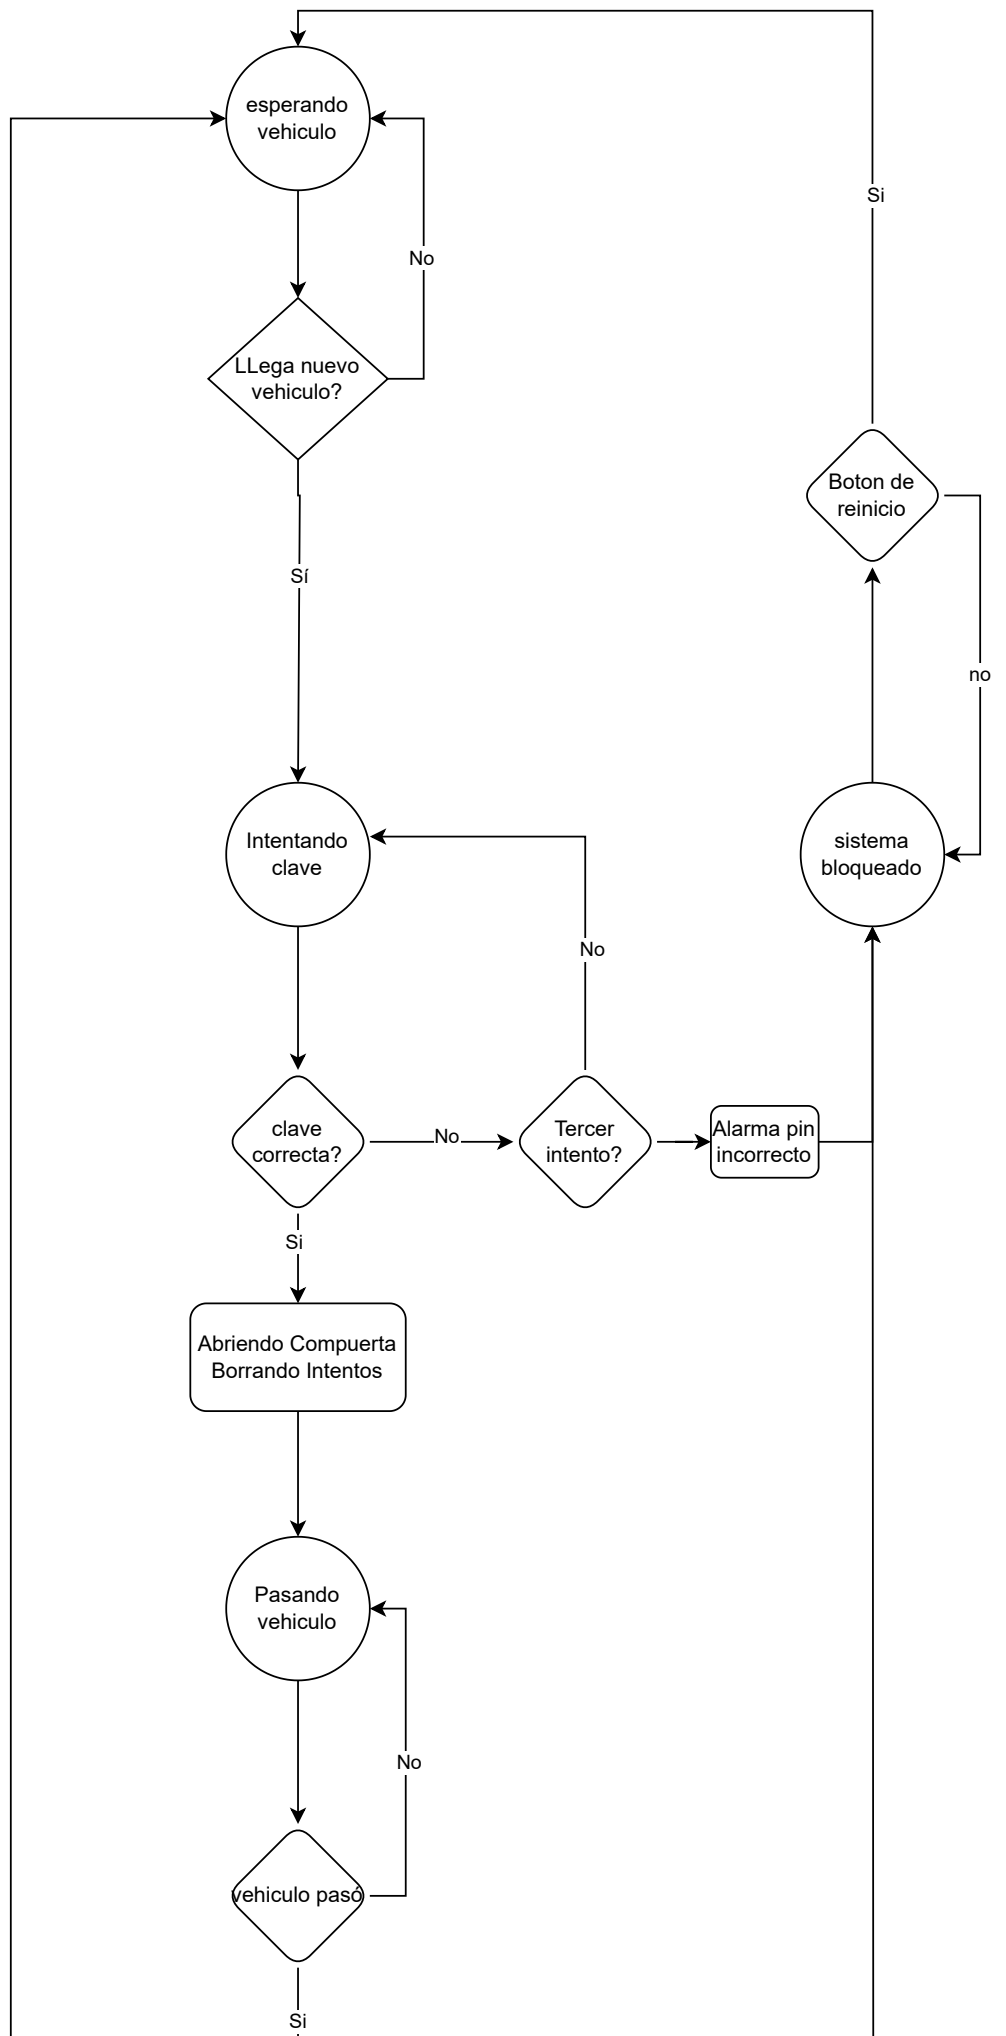 esperando
vehiculo
Si
No
LLega nuevo
vehiculo?
Boton de
reinicio
Sí
no
Intentando
clave
sistema
bloqueado
No
clave
correcta?
No
Tercer
intento?
Alarma pin
incorrecto
Si
Abriendo Compuerta
Borrando Intentos
Pasando
vehiculo
No
vehiculo pasó
Si